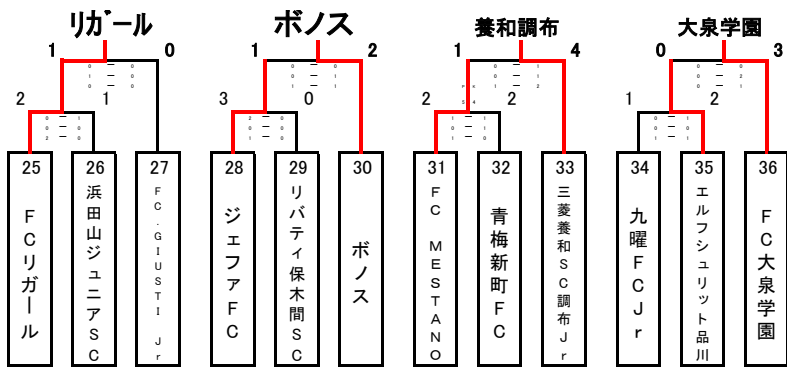 リガール
ボノス
養和調布
大泉学園
1 0
1 2
1 4
0 3
2 1
3 0
2 2
1 2
25 26 27 28 29 30 31 32 33 34 35 36
FCリガール
浜田山ジュニアSC
FC.GIUSTI Jr
ジェファFC
リバティ保木間SC
ボノス
FC MESTANO
青梅新町FC
三菱養和SC調布Jr
九曜FCJr
エルフシュリット品川
FC大泉学園